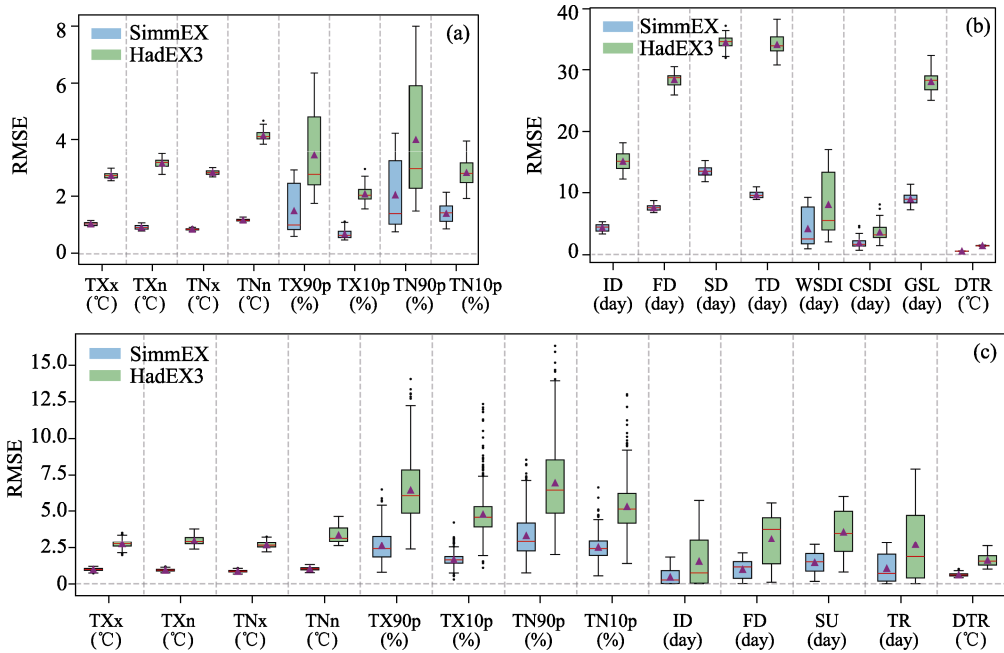 (a)
SimmEX
HadEX3
RMSE
8
6
4
2
0
TXx TXn TNx TNn TX90p TX10p TN90p TN10p
(℃) (℃) (℃) (℃) (%) (%) (%) (%)
(b)
SimmEX
HadEX3
RMSE
40
30
20
10
0
ID FD SD TD WSDI CSDI GSL DTR
(day) (day) (day) (day) (day) (day) (day) (℃)
(c)
SimmEX
HadEX3
RMSE
15.0
12.5
10.0
7.5
5.0
2.5
0
TXx TXn TNx TNn TX90p TX10p TN90p TN10p ID FD SU TR DTR
(℃) (℃) (℃) (℃) (%) (%) (%) (%) (day) (day) (day) (day) (℃)